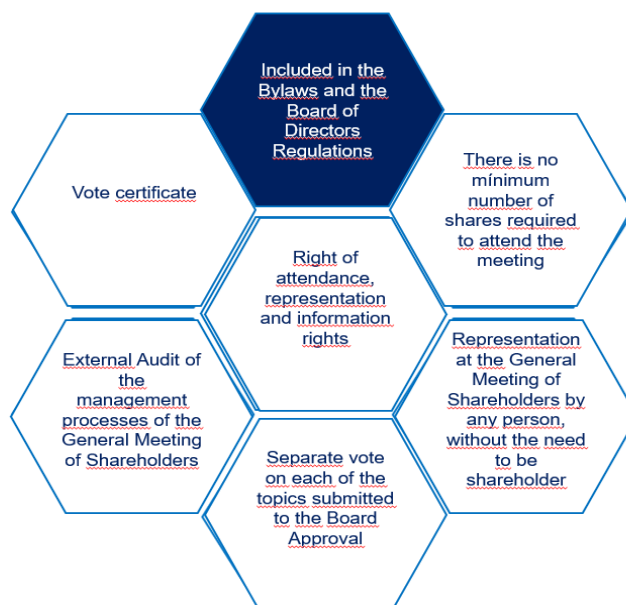 Included in the
Bylaws and the
Board of
Directors
Regulations
Vote certificate
There is no
mínimum
number of
shares required
to attend the
meeting
Right of
attendance,
representation
and information
rights
External Audit of
the
management
processes of the
General Meeting
of Shareholders
Representation
at the General
Meeting of
Shareholders by
any person,
without the need
to be
shareholder
Separate vote
on each of the
topics submitted
to the Board
Approval